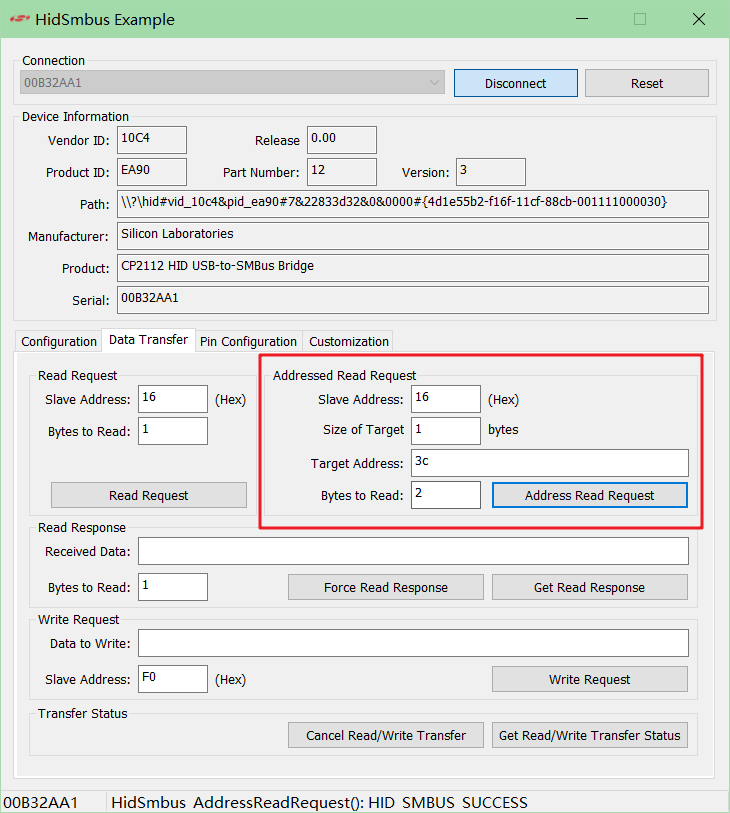 HidSmbus Example
Connection
00B32AA1
Disconnect
Reset
Device Information
Vendor ID: 10C4 Release 0.00
Product ID: EA90 Part Number: 12 Version: 3
Path: \\?\hid#vid_10c4&pid_ea90#7&22833d32&0&0000#{4d1e55b2-f16f-11cf-88cb-001111000030}
Manufacturer: Silicon Laboratories
Product: CP2112 HID USB-to-SMBus Bridge
Serial: 00B32AA1
Configuration Data Transfer Pin Configuration Customization
Read Request
Slave Address: 16 (Hex)
Bytes to Read: 1
Read Request
Addressed Read Request
Slave Address: 16 (Hex)
Size of Target 1 bytes
Target Address: 3c
Bytes to Read: 2 Address Read Request
Read Response
Received Data:
Bytes to Read: 1 Force Read Response Get Read Response
Write Request
Data to Write:
Slave Address: F0 (Hex) Write Request
Transfer Status
Cancel Read/Write Transfer Get Read/Write Transfer Status
00B32AA1 HidSmbus_AddressReadRequest(): HID_SMBUS_SUCCESS